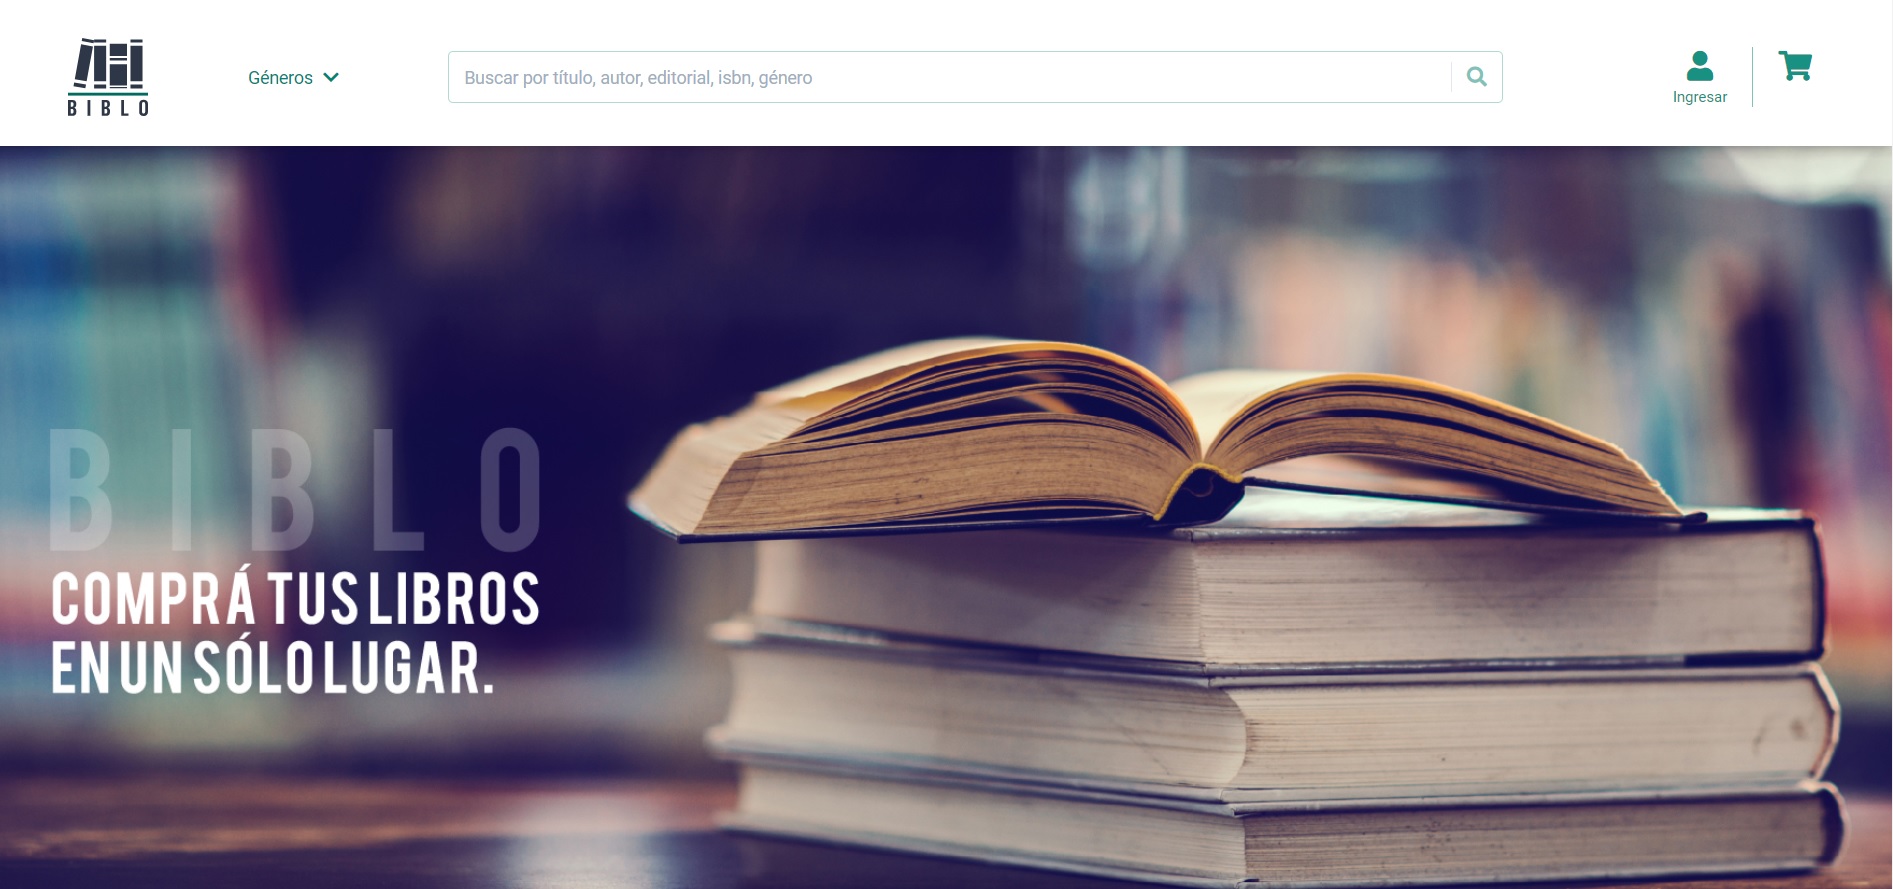 BIBLO
Géneros
Buscar por título, autor, editorial, isbn, género
Ingresar
BIBLO
COMPRÁ TUS LIBROS
EN UN SÓLO LUGAR.